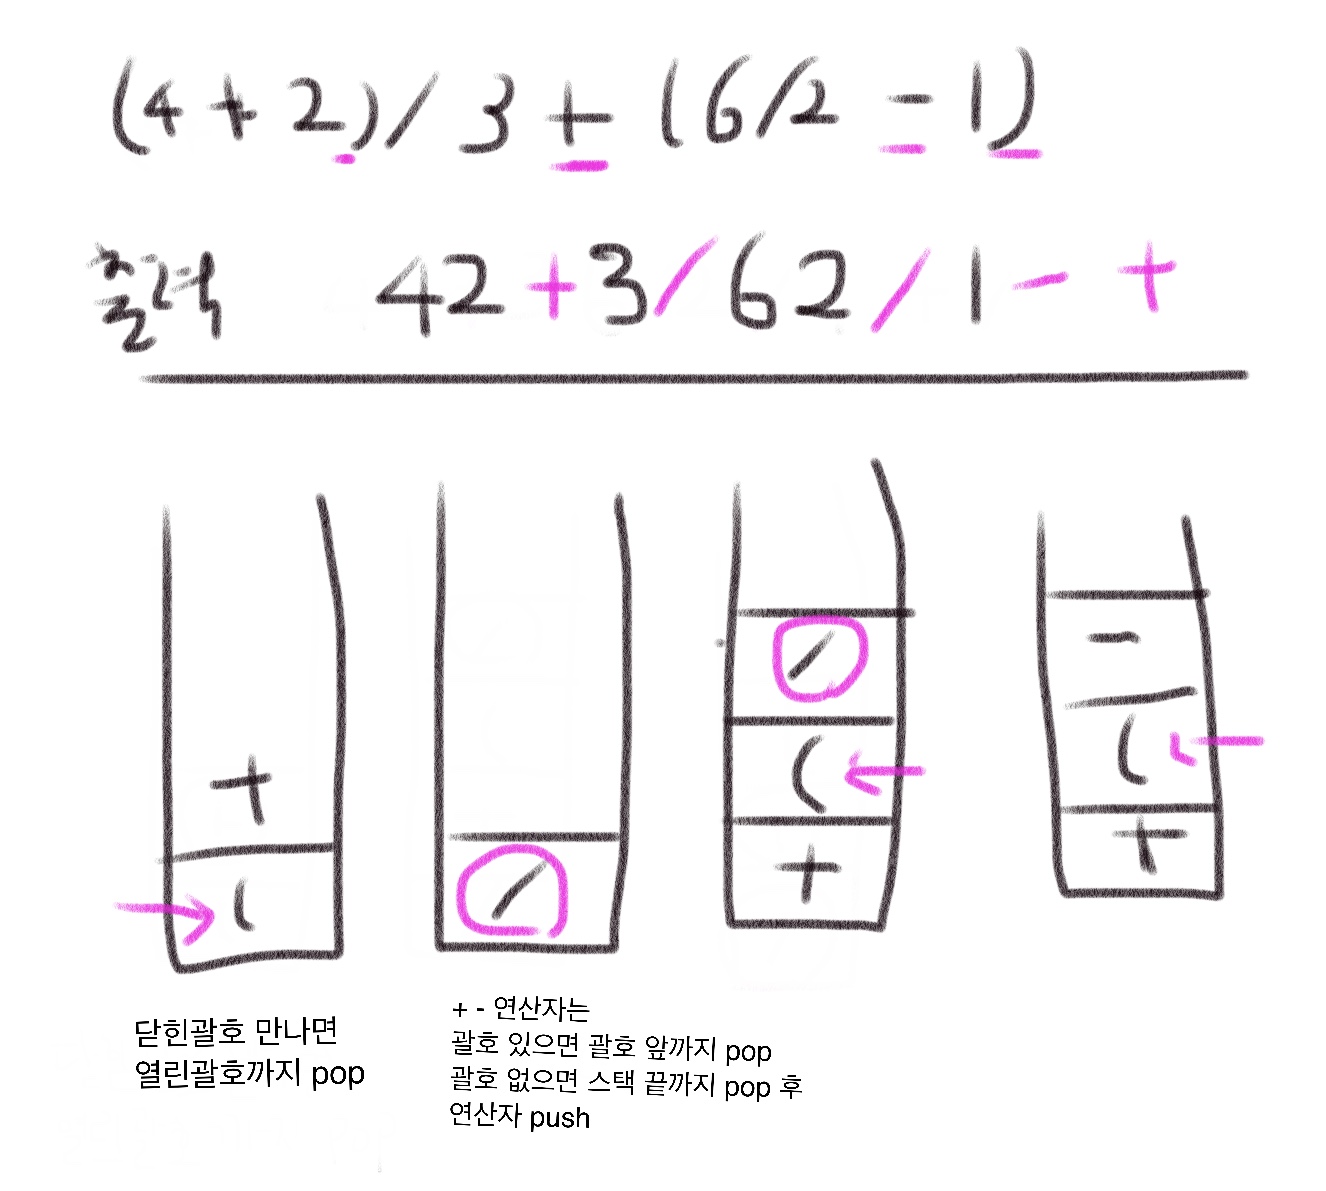 (4 + 2) / 3 + (6/2 - 1)
출력 42+3/62/1-+
+
(
/
/
(
+
-
(
+
닫힌괄호 만나면
열린괄호까지 pop
+ - 연산자는
괄호 있으면 괄호 앞까지 pop
괄호 없으면 스택 끝까지 pop 후
연산자 push